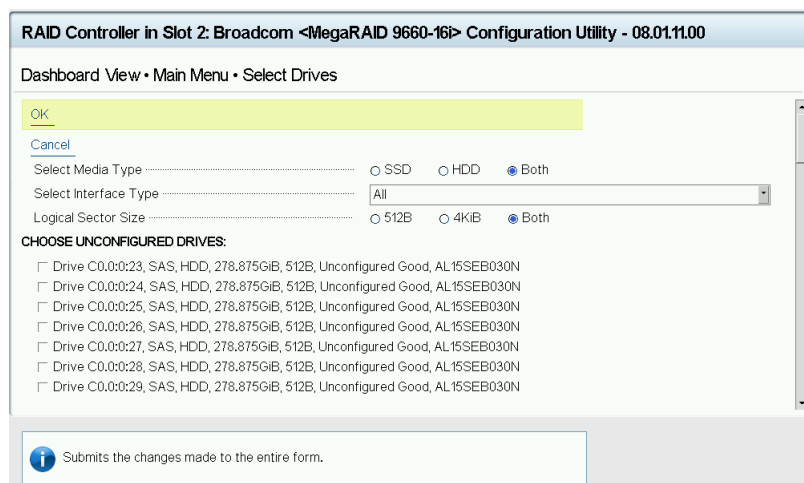 RAID Controller in Slot 2: Broadcom <MegaRAID 9660-16i> Configuration Utility - 08.01.11.00
Dashboard View • Main Menu • Select Drives
OK
Cancel
Select Media Type SSD HDD Both
Select Interface Type All
Logical Sector Size 512B 4KiB Both
CHOOSE UNCONFIGURED DRIVES:
Drive C0.0:0:23, SAS, HDD, 278.875GiB, 512B, Unconfigured Good, AL15SEB030N
Drive C0.0:0:24, SAS, HDD, 278.875GiB, 512B, Unconfigured Good, AL15SEB030N
Drive C0.0:0:25, SAS, HDD, 278.875GiB, 512B, Unconfigured Good, AL15SEB030N
Drive C0.0:0:26, SAS, HDD, 278.875GiB, 512B, Unconfigured Good, AL15SEB030N
Drive C0.0:0:27, SAS, HDD, 278.875GiB, 512B, Unconfigured Good, AL15SEB030N
Drive C0.0:0:28, SAS, HDD, 278.875GiB, 512B, Unconfigured Good, AL15SEB030N
Drive C0.0:0:29, SAS, HDD, 278.875GiB, 512B, Unconfigured Good, AL15SEB030N
Submits the changes made to the entire form.